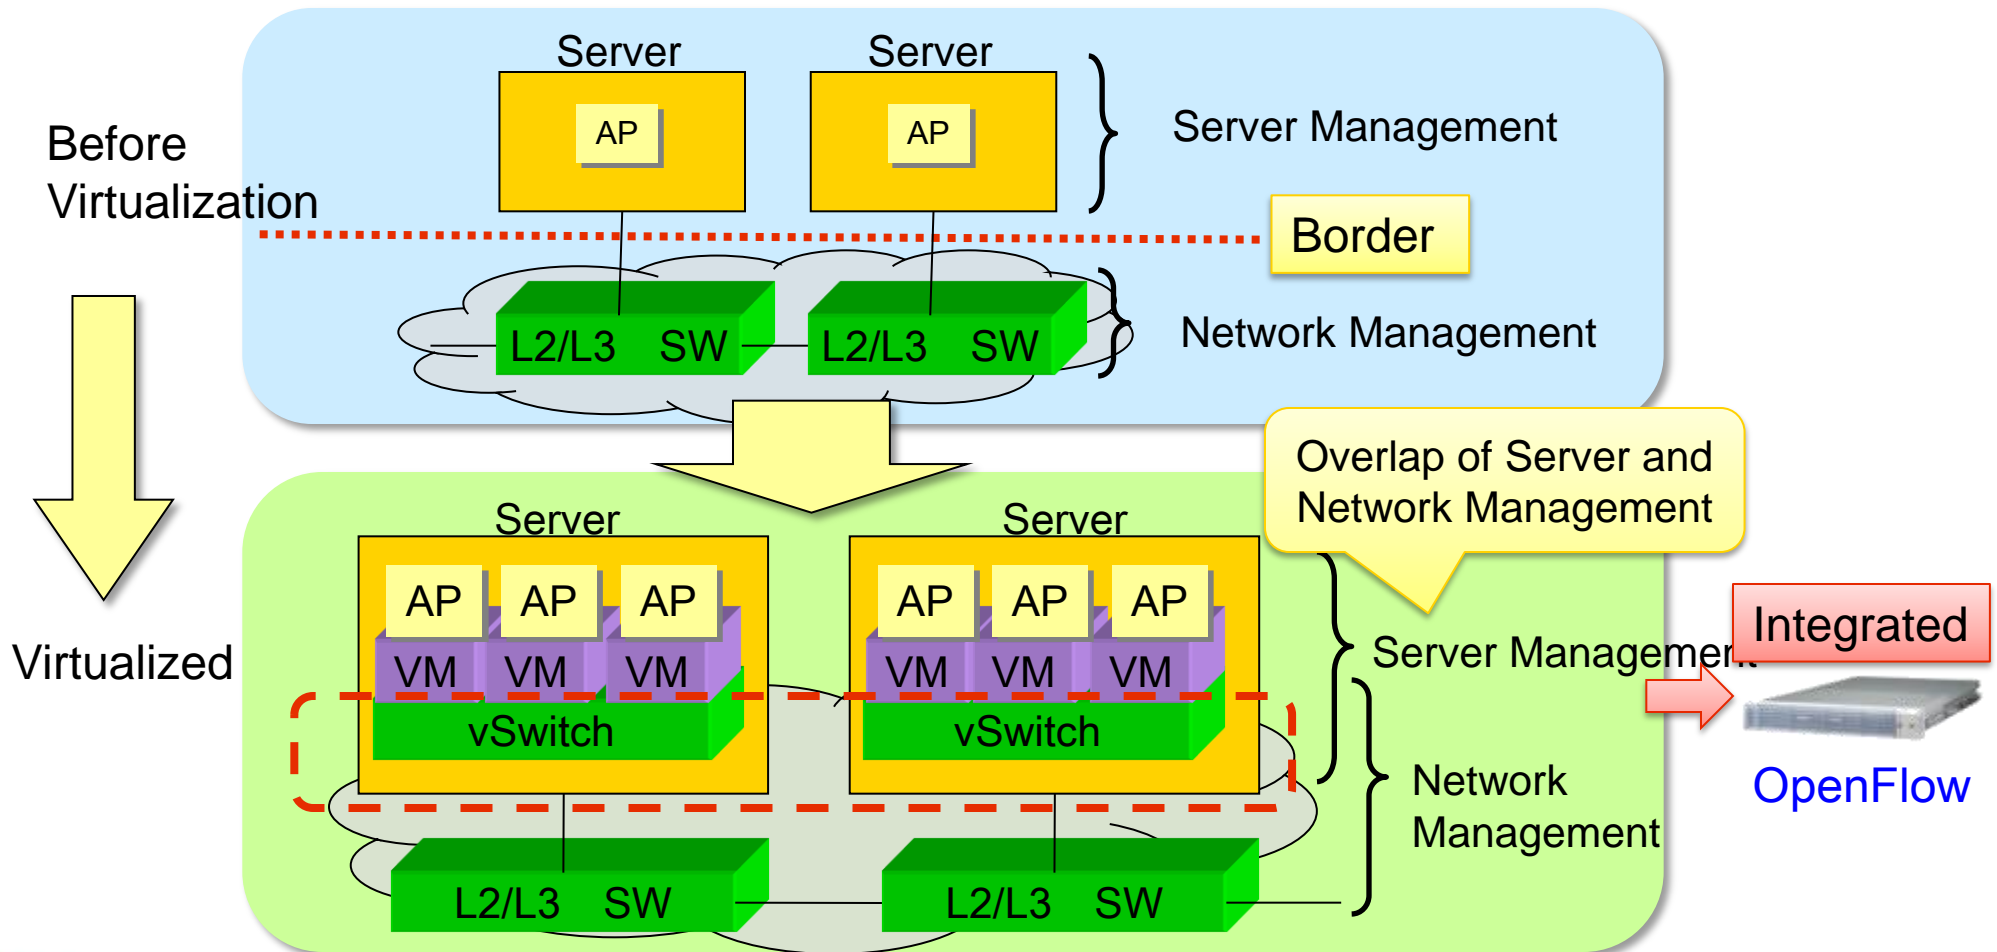 Server
Server
AP
AP
Server Management
Before
Virtualization
Border
L2/L3 SW
L2/L3 SW
Network Management
Overlap of Server and
Network Management
Server
Server
AP
AP
AP
AP
AP
AP
Integrated
VM
VM
VM
VM
VM
VM
Virtualized
Server Management
vSwitch
vSwitch
Network
Management
OpenFlow
L2/L3 SW
L2/L3 SW